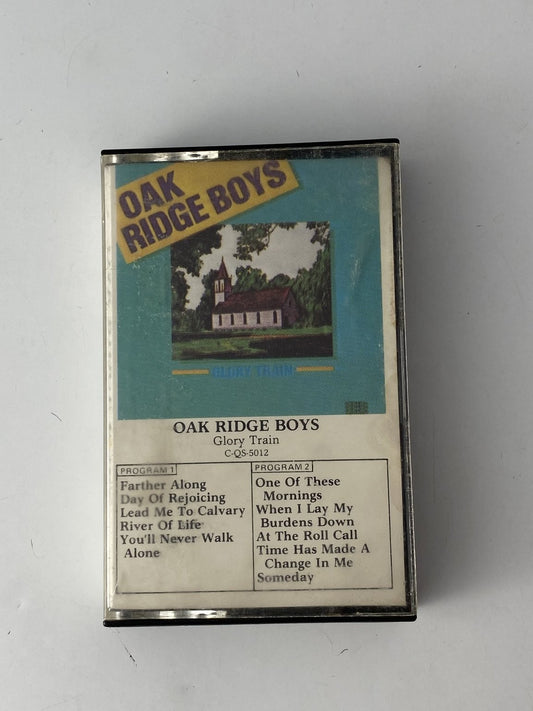 OAK
RIDGE BOYS
GLORY TRAIN
OAK RIDGE BOYS
Glory Train
C-QS-5012
PROGRAM 1
Farther Along
Day Of Rejoicing
Lead Me To Calvary
River Of Life
You'll Never Walk
Alone
PROGRAM 2
One Of These
Mornings
When I Lay My
Burdens Down
At The Roll Call
Time Has Made A
Change In Me
Someday